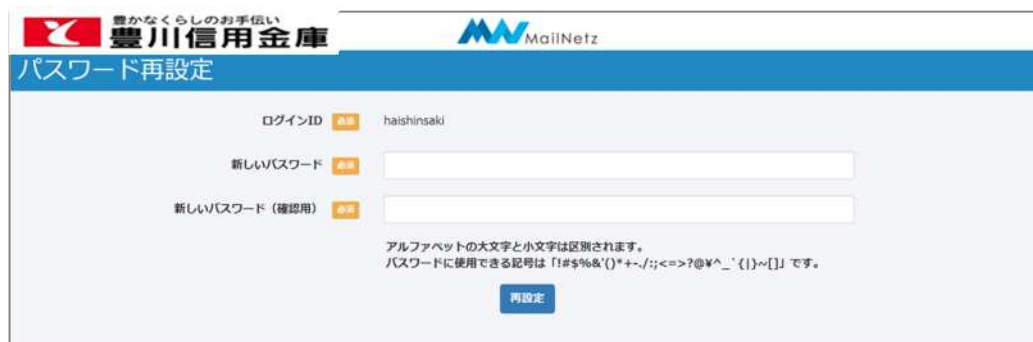 豊かなくらしのお手伝い
豊川信用金庫
MW MailNetz
パスワード再設定
ログインID 必須 haishinsaki
新しいパスワード 必須
新しいパスワード（確認用） 必須
アルファベットの大文字と小文字は区別されます。
パスワードに使用できる記号は「!#$%&'()*+-./:;<=>?@¥^_`{|}~[]」です。
再設定